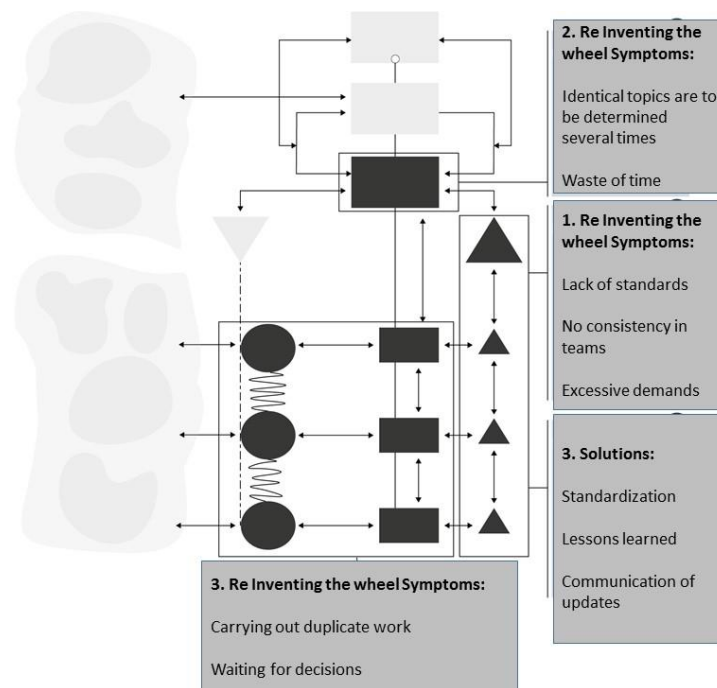 2. Re Inventing the
wheel Symptoms:
Identical topics are to
be determined
several times
Waste of time
1. Re Inventing the
wheel Symptoms:
Lack of standards
No consistency in
teams
Excessive demands
3. Solutions:
Standardization
Lessons learned
Communication of
updates
3. Re Inventing the wheel Symptoms:
Carrying out duplicate work
Waiting for decisions